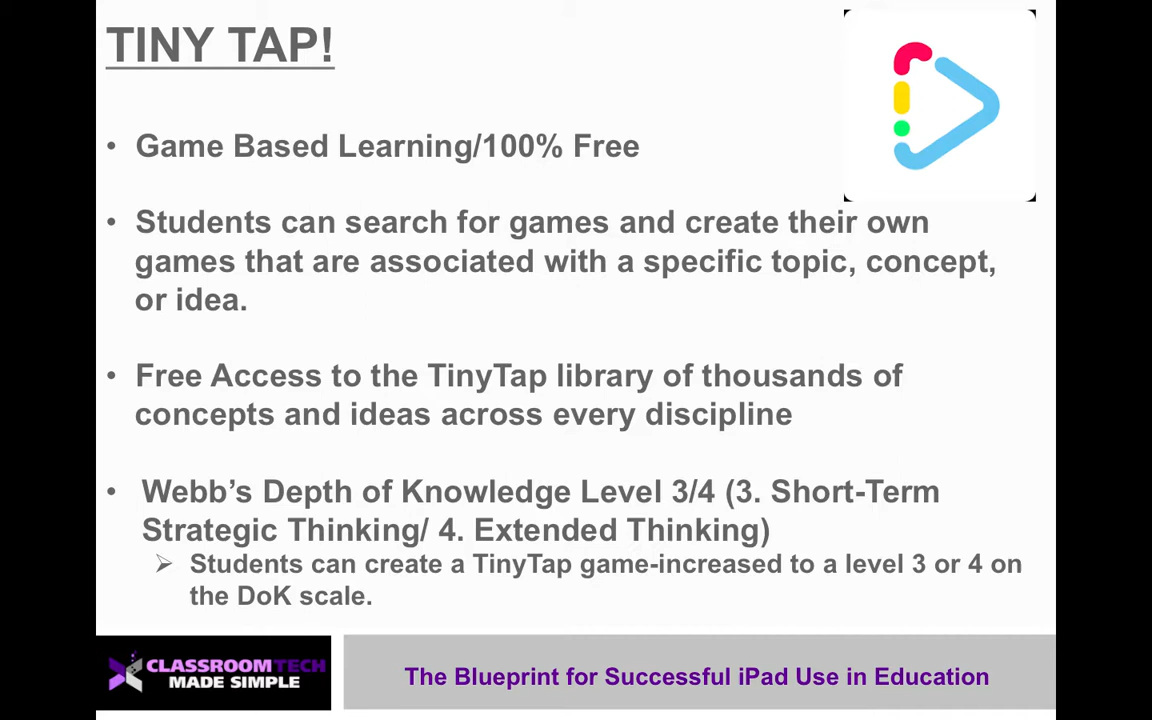 TINY TAP!
• Game Based Learning/100% Free
• Students can search for games and create their own
games that are associated with a specific topic, concept,
or idea.
• Free Access to the TinyTap library of thousands of
concepts and ideas across every discipline
• Webb’s Depth of Knowledge Level 3/4 (3. Short-Term
Strategic Thinking/ 4. Extended Thinking)
➢ Students can create a TinyTap game-increased to a level 3 or 4 on
the DoK scale.
CLASSROOMTECH
MADE SIMPLE
The Blueprint for Successful iPad Use in Education